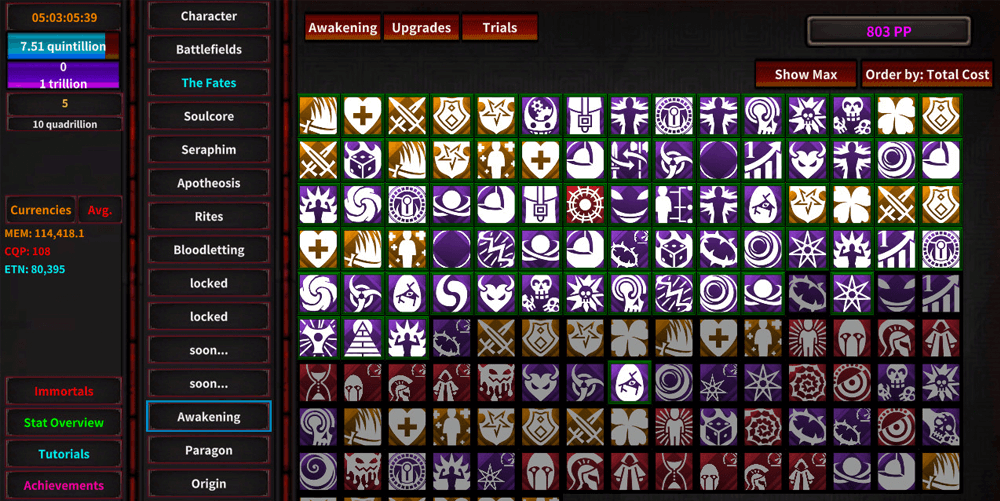 05:03:05:39
7.51 quintillion
0
1 trillion
5
10 quadrillion
Currencies
Avg.
MEM: 114,418.1
CQP: 108
ETN: 80,395
Immortals
Stat Overview
Tutorials
Achievements
Character
Battlefields
The Fates
Soulcore
Seraphim
Apotheosis
Rites
Bloodletting
locked
locked
soon...
soon...
Awakening
Paragon
Origin
Awakening
Upgrades
Trials
803 PP
Show Max
Order by: Total Cost